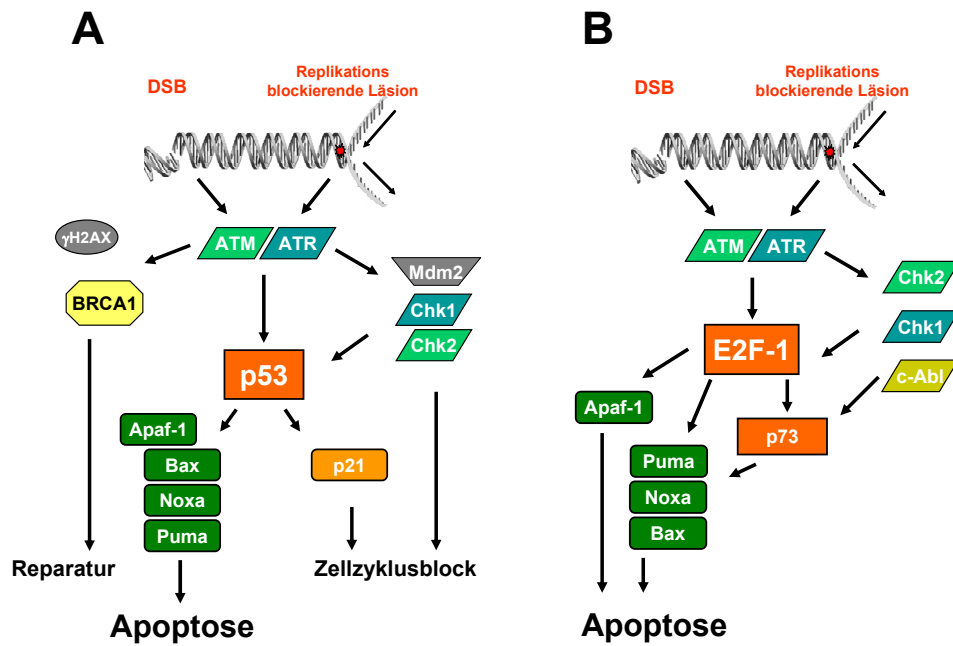 A
DSB
Replikations
blockierende Läsion
γH2AX
ATM
ATR
BRCA1
Mdm2
Chk1
Chk2
p53
Apaf-1
Bax
Noxa
Puma
p21
Reparatur
Zellzyklusblock
Apoptose
B
DSB
Replikations
blockierende Läsion
ATM
ATR
Chk2
Chk1
c-Abl
E2F-1
Apaf-1
p73
Puma
Noxa
Bax
Apoptose